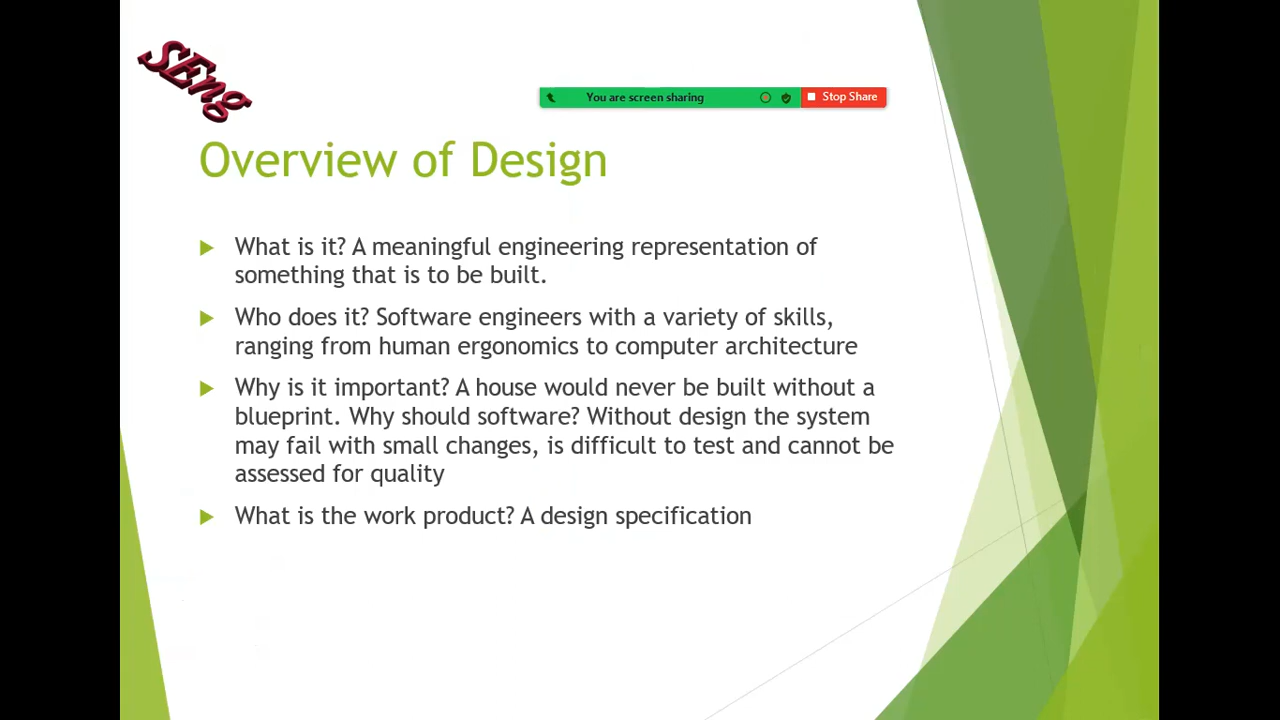 SEng
You are screen sharing
Stop Share
Overview of Design
What is it? A meaningful engineering representation of
something that is to be built.
Who does it? Software engineers with a variety of skills,
ranging from human ergonomics to computer architecture
Why is it important? A house would never be built without a
blueprint. Why should software? Without design the system
may fail with small changes, is difficult to test and cannot be
assessed for quality
What is the work product? A design specification